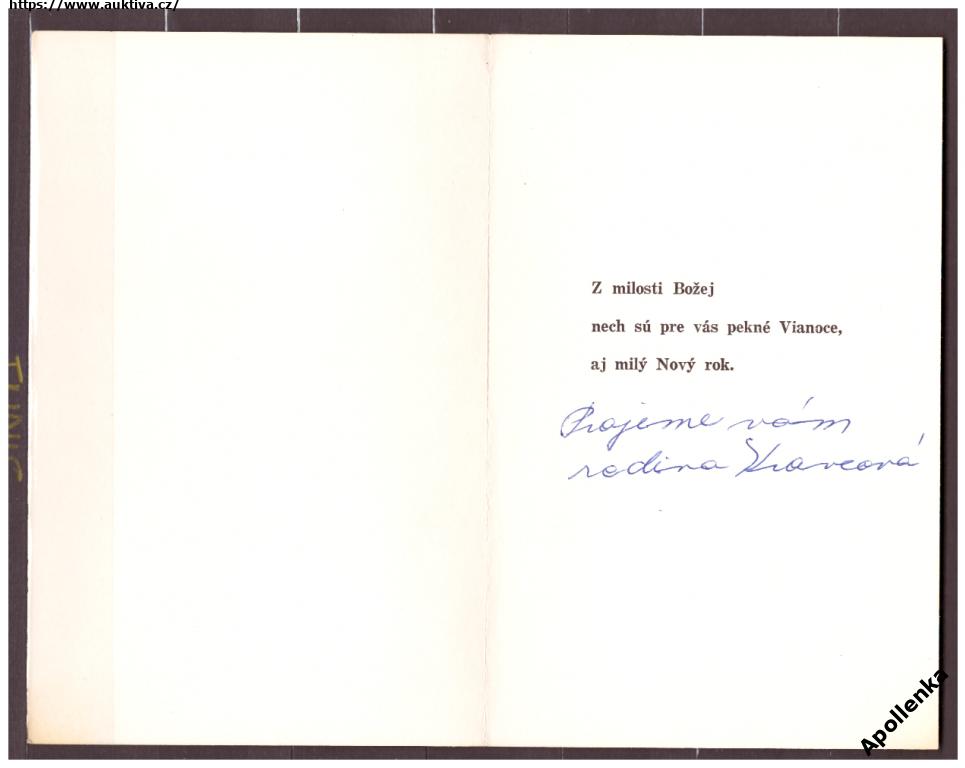 https://www.auktiva.cz/
Z milosti Božej
nech sú pre vás pekné Vianoce,
aj milý Nový rok.
Prajeme vám
rodina
Apollenka